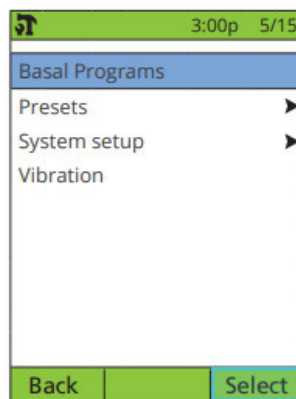 3:00p 5/15
Basal Programs
Presets
System setup
Vibration
Back Select